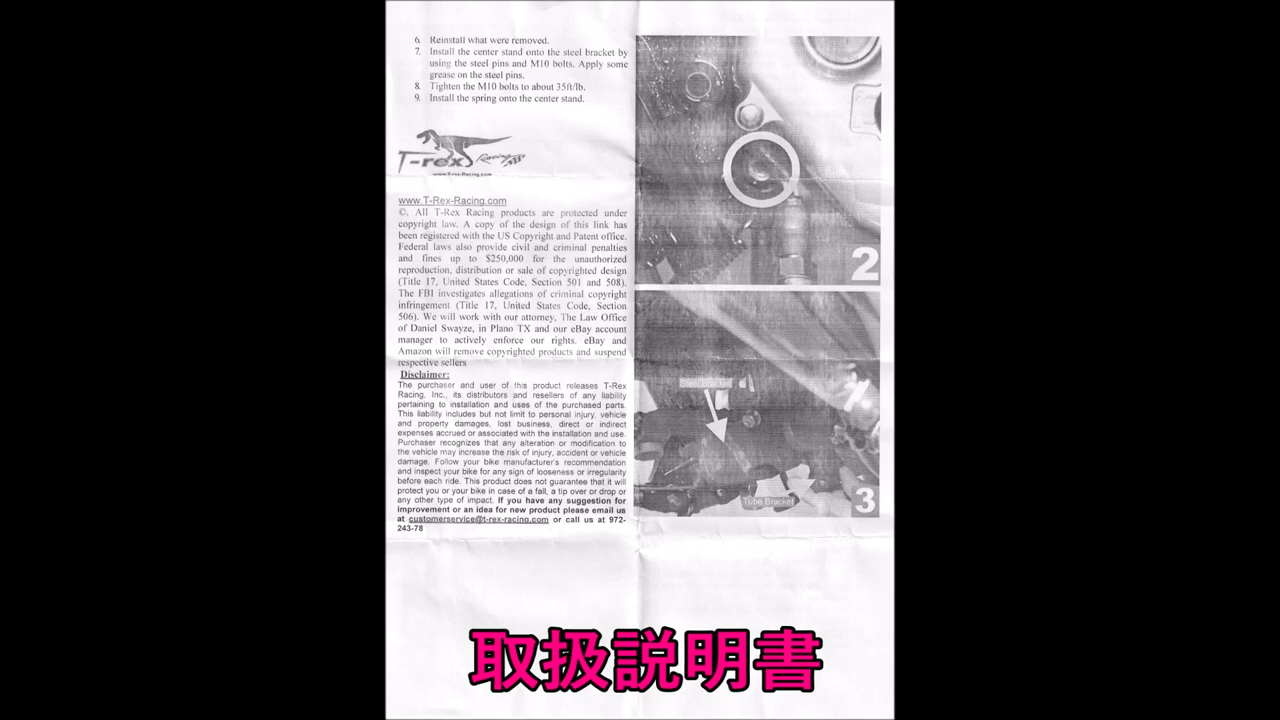 6. Reinstall what were removed.
7. Install the center stand onto the steel bracket by
using the steel pins and M10 bolts. Apply some
grease on the steel pins.
8. Tighten the M10 bolts to about 35ft/lb.
9. Install the spring onto the center stand.
T-rex Racing
www.T-rex-Racing.com
www.T-Rex-Racing.com
©. All T-Rex Racing products are protected under
copyright law. A copy of the design of this link has
been registered with the US Copyright and Patent office.
Federal laws also provide civil and criminal penalties
and fines up to $250,000 for the unauthorized
reproduction, distribution or sale of copyrighted design
(Title 17, United States Code, Section 501 and 508).
The FBI investigates allegations of criminal copyright
infringement (Title 17, United States Code, Section
506). We will work with our attorney, The Law Office
of Daniel Swayze, in Plano TX and our eBay account
manager to actively enforce our rights. eBay and
Amazon will remove copyrighted products and suspend
respective sellers
Disclaimer:
The purchaser and user of this product releases T-Rex
Racing, Inc., its distributors and resellers of any liability
pertaining to installation and uses of the purchased parts.
This liability includes but not limit to personal injury, vehicle
and property damages, lost business, direct or indirect
expenses accrued or associated with the installation and use.
Purchaser recognizes that any alteration or modification to
the vehicle may increase the risk of injury, accident or vehicle
damage. Follow your bike manufacturer's recommendation
and inspect your bike for any sign of looseness or irregularity
before each ride. This product does not guarantee that it will
protect you or your bike in case of a fall, a tip over or drop or
any other type of impact. If you have any suggestion for
improvement or an idea for new product please email us
at customerservice@t-rex-racing.com or call us at 972-
243-78
2
Steel Bracket
Tube Bracket
3
取扱説明書